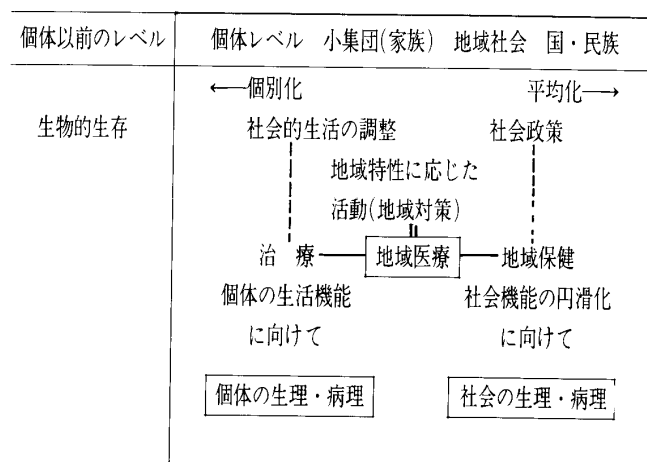 個体以前のレベル 個体レベル 小集団(家族) 地域社会 国・民族
←─個別化 平均化─→
生物的生存 社会的生活の調整 社会政策
地域特性に応じた
活動(地域対策)
治 療 地域医療 地域保健
個体の生活機能 社会機能の円滑化
に向けて に向けて
個体の生理・病理 社会の生理・病理